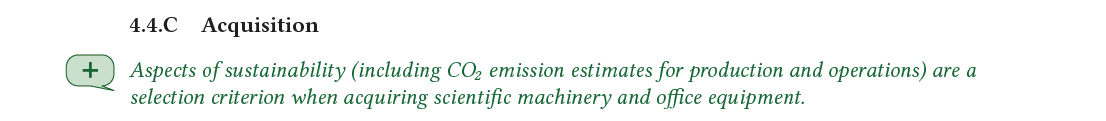 4.4.C Acquisition
+ Aspects of sustainability (including CO₂ emission estimates for production and operations) are a
selection criterion when acquiring scientific machinery and office equipment.